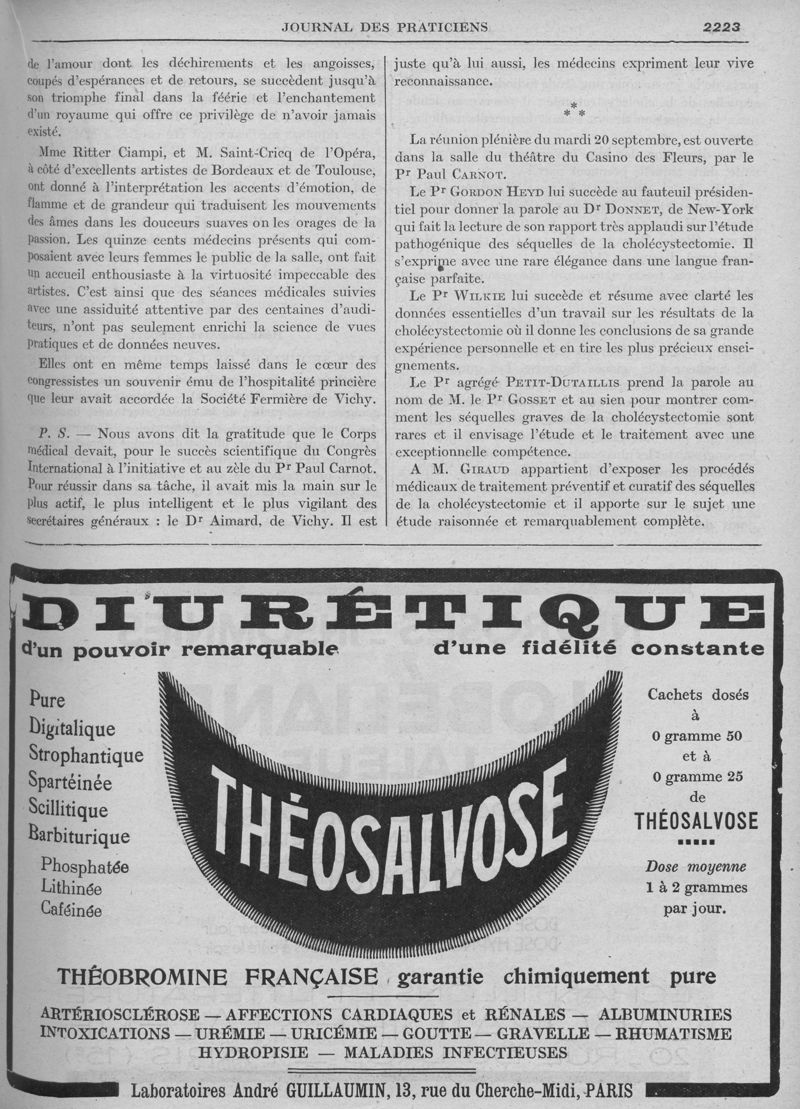 JOURNAL DES PRATICIENS 2223
de l'amour dont les déchirements et les angoisses,
coupés d'espérances et de retours, se succèdent jusqu'à
son triomphe final dans la féérie et l'enchantement
d'un royaume qui offre ce privilège de n'avoir jamais
existé.
Mme Ritter Ciampi, et M. Saint-Cricq de l'Opéra,
à côté d'excellents artistes de Bordeaux et de Toulouse,
ont donné à l'interprétation les accents d'émotion, de
flamme et de grandeur qui traduisent les mouvements
des âmes dans les douceurs suaves on les orages de la
passion. Les quinze cents médecins présents qui com-
posaient avec leurs femmes le public de la salle, ont fait
un accueil enthousiaste à la virtuosité impeccable des
artistes. C'est ainsi que des séances médicales suivies
avec une assiduité attentive par des centaines d'audi-
teurs, n'ont pas seulement enrichi la science de vues
pratiques et de données neuves.
Elles ont en même temps laissé dans le cœur des
congressistes un souvenir ému de l'hospitalité princière
que leur avait accordée la Société Fermière de Vichy.
P. S. — Nous avons dit la gratitude que le Corps
médical devait, pour le succès scientifique du Congrès
International à l'initiative et au zèle du Pr Paul Carnot.
Pour réussir dans sa tâche, il avait mis la main sur le
plus actif, le plus intelligent et le plus vigilant des
secrétaires généraux : le Dr Aimard, de Vichy. Il est
juste qu'à lui aussi, les médecins expriment leur vive
reconnaissance.
*
* *
La réunion plénière du mardi 20 septembre, est ouverte
dans la salle du théâtre du Casino des Fleurs, par le
Pr Paul CARNOT.
Le Pr GORDON HEYD lui succède au fauteuil présiden-
tiel pour donner la parole au Dr DONNET, de New-York
qui fait la lecture de son rapport très applaudi sur l'étude
pathogénique des séquelles de la cholécystectomie. Il
s'exprime avec une rare élégance dans une langue fran-
çaise parfaite.
Le Pr WILKIE lui succède et résume avec clarté les
données essentielles d'un travail sur les résultats de la
cholécystectomie où il donne les conclusions de sa grande
expérience personnelle et en tire les plus précieux ensei-
gnements.
Le Pr agrégé PETIT-DUTAILLIS prend la parole au
nom de M. le Pr GOSSET et au sien pour montrer com-
ment les séquelles graves de la cholécystectomie sont
rares et il envisage l'étude et le traitement avec une
exceptionnelle compétence.
A M. GIRAUD appartient d'exposer les procédés
médicaux de traitement préventif et curatif des séquelles
de la cholécystectomie et il apporte sur le sujet une
étude raisonnée et remarquablement complète.
DIURÉTIQUE
d'un pouvoir remarquable d'une fidélité constante
Pure
Digitalique
Strophantique
Spartéinée
Scillitique
Barbiturique
Phosphatée
Lithinée
Caféinée
THÉOSALVOSE
Cachets dosés
à
0 gramme 50
et à
0 gramme 25
de
THÉOSALVOSE
Dose moyenne
1 à 2 grammes
par jour.
THÉOBROMINE FRANÇAISE garantie chimiquement pure
ARTÉRIOSCLÉROSE — AFFECTIONS CARDIAQUES et RÉNALES — ALBUMINURIES
INTOXICATIONS — URÉMIE — URICÉMIE — GOUTTE — GRAVELLE — RHUMATISME
HYDROPISIE — MALADIES INFECTIEUSES
Laboratoires André GUILLAUMIN, 13, rue du Cherche-Midi, PARIS